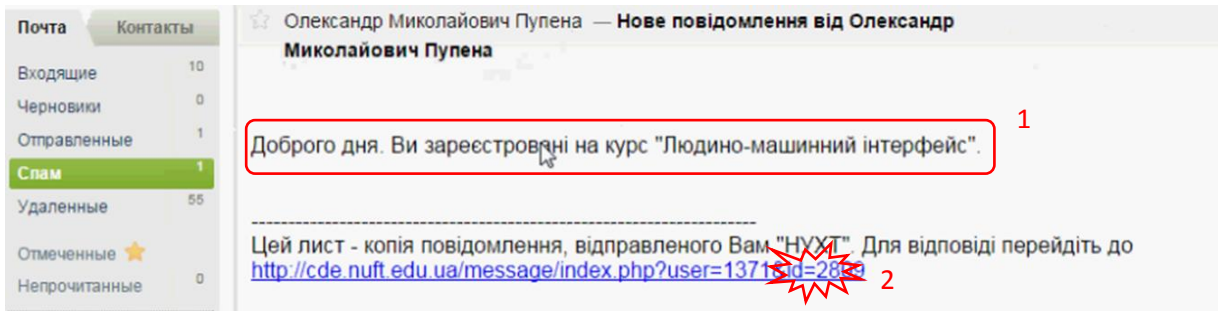 Почта Контакты
Входящие 10
Черновики 0
Отправленные 1
Спам 1
Удаленные 55
Отмеченные
Непрочитанные 0
Олександр Миколайович Пупена — Нове повідомлення від Олександр
Миколайович Пупена
1
Доброго дня. Ви зареєстровані на курс "Людино-машинний інтерфейс".
----------------------------------------------------------------------
Цей лист - копія повідомлення, відправленого Вам "НУХТ". Для відповіді перейдіть до
http://cde.nuft.edu.ua/message/index.php?user=1371&id=2899
2